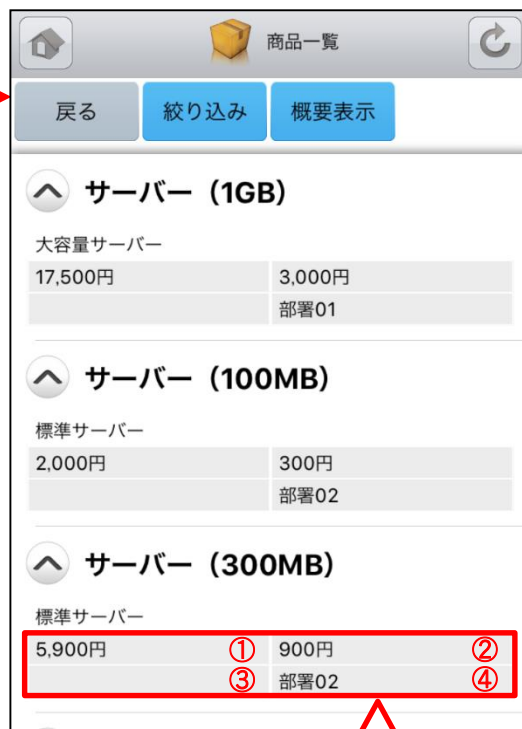 商品一覧
戻る 絞り込み 概要表示
サーバー（1GB）
大容量サーバー
17,500円 3,000円
部署01
サーバー（100MB）
標準サーバー
2,000円 300円
部署02
サーバー（300MB）
標準サーバー
5,900円 ① 900円 ②
③ 部署02 ④